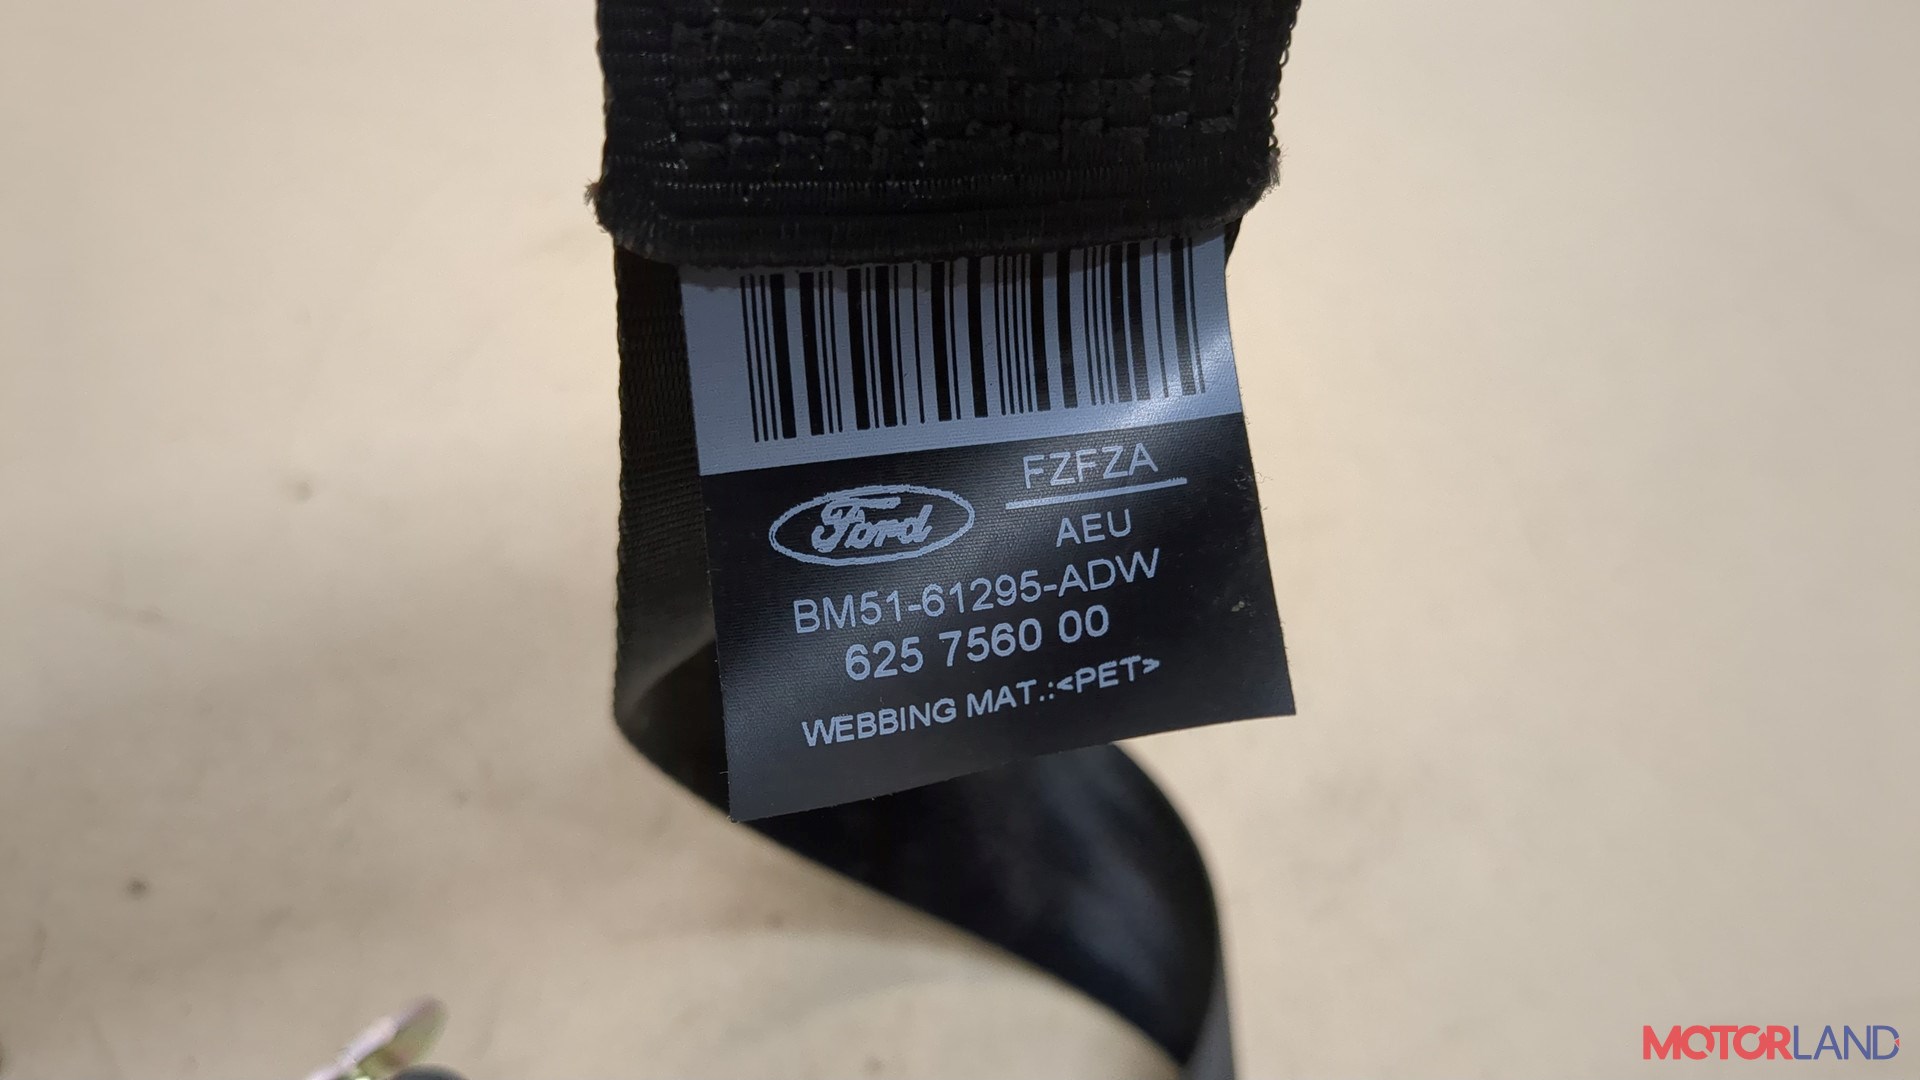 FZFZA
Ford
AEU
BM51-61295-ADW
625 7560 00
WEBBING MAT.:<PET>
MOTORLAND